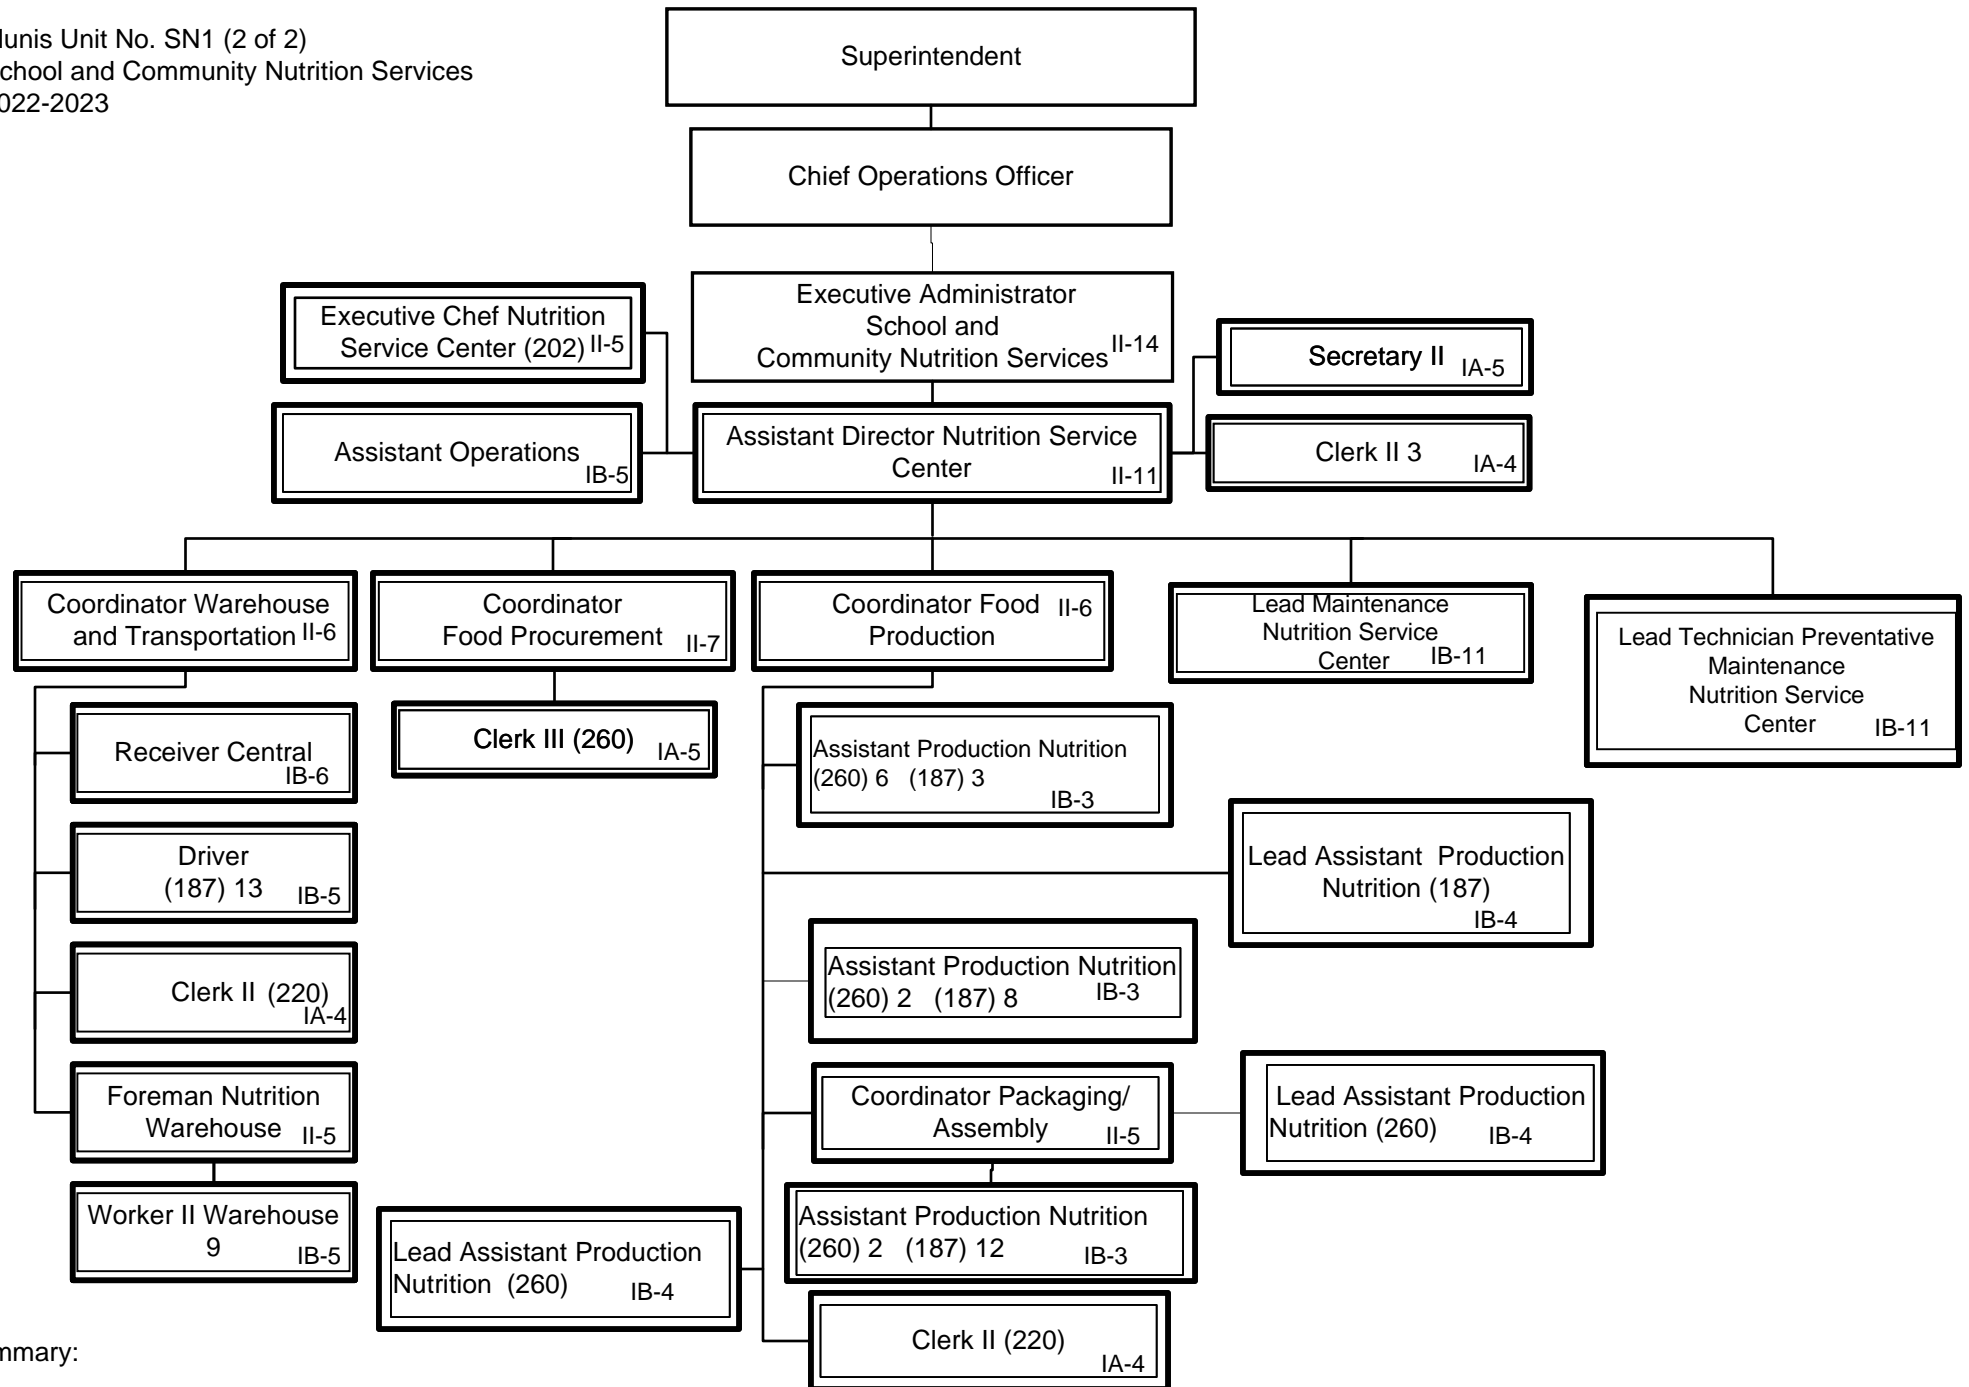 unis Unit No. SN1 (2 of 2)
chool and Community Nutrition Services
022-2023
Superintendent
Chief Operations Officer
Executive Administrator
School and
Community Nutrition Services II-14
Executive Chef Nutrition
Service Center (202) II-5
Secretary II IA-5
Assistant Operations
IB-5
Assistant Director Nutrition Service
Center II-11
Clerk II 3 IA-4
Coordinator Warehouse
and Transportation II-6
Coordinator
Food Procurement II-7
Coordinator Food II-6
Production
Lead Maintenance
Nutrition Service
Center IB-11
Lead Technician Preventative
Maintenance
Nutrition Service
Center IB-11
Receiver Central
IB-6
Clerk III (260) IA-5
Assistant Production Nutrition
(260) 6 (187) 3
IB-3
Driver
(187) 13 IB-5
Lead Assistant Production
Nutrition (187)
IB-4
Clerk II (220)
IA-4
Assistant Production Nutrition
(260) 2 (187) 8 IB-3
Foreman Nutrition
Warehouse II-5
Coordinator Packaging/
Assembly II-5
Lead Assistant Production
Nutrition (260) IB-4
Worker II Warehouse
9 IB-5
Lead Assistant Production
Nutrition (260) IB-4
Assistant Production Nutrition
(260) 2 (187) 12 IB-3
Clerk II (220)
IA-4
mmary: